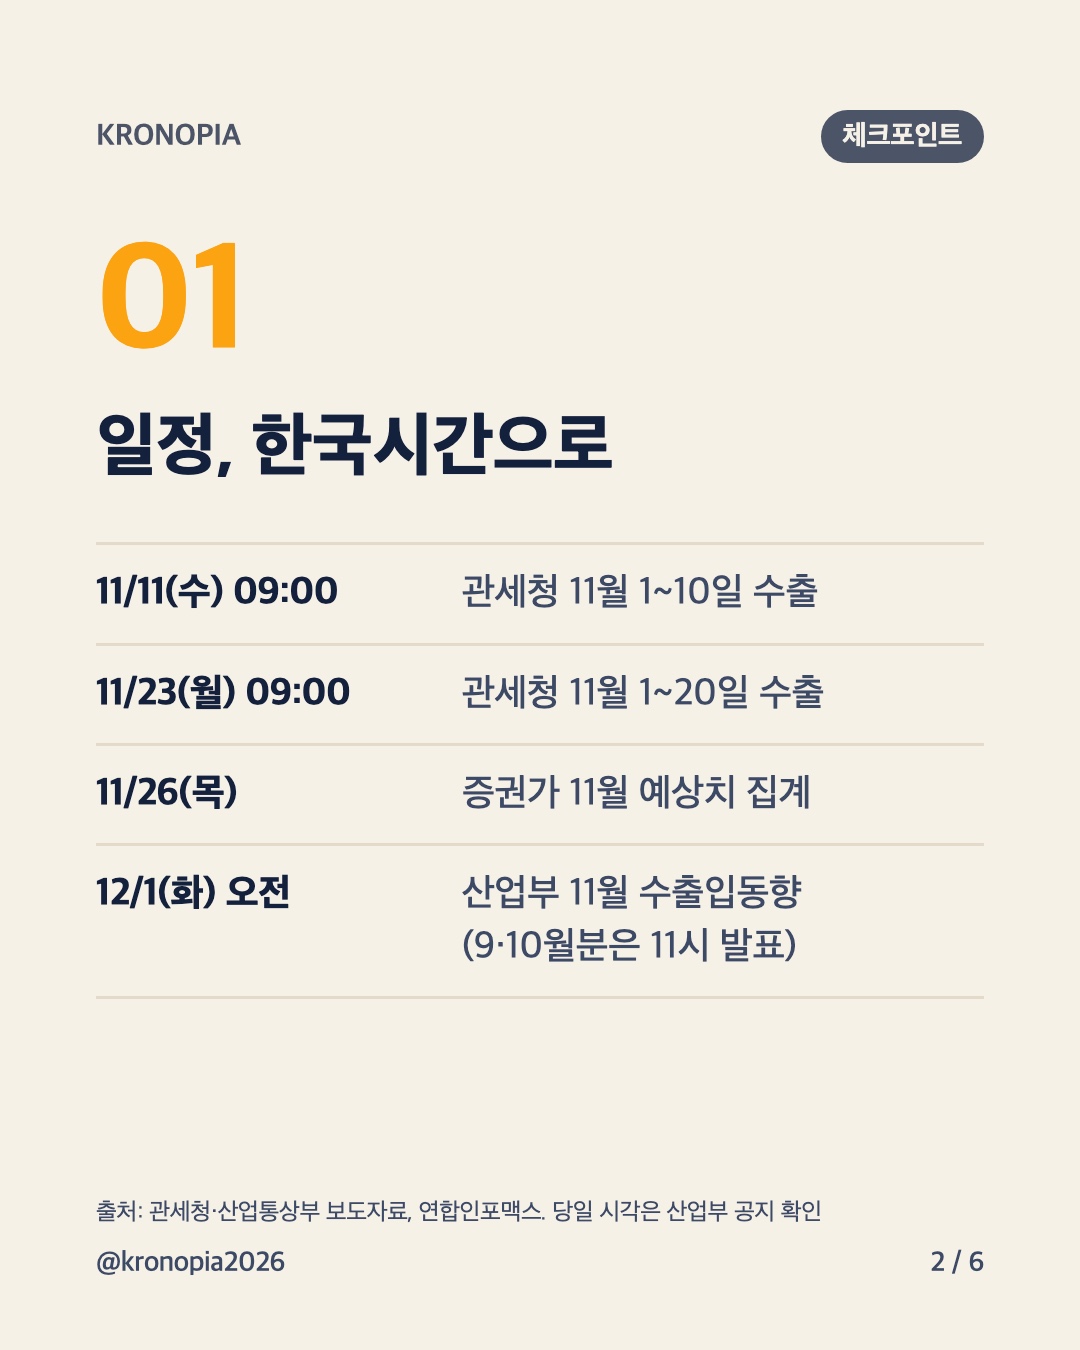 KRONOPIA
체크포인트
01
일정, 한국시간으로
11/11(수) 09:00 관세청 11월 1~10일 수출
11/23(월) 09:00 관세청 11월 1~20일 수출
11/26(목) 증권가 11월 예상치 집계
12/1(화) 오전 산업부 11월 수출입동향
(9·10월분은 11시 발표)
출처: 관세청·산업통상부 보도자료, 연합인포맥스. 당일 시각은 산업부 공지 확인
@kronopia2026
2 / 6